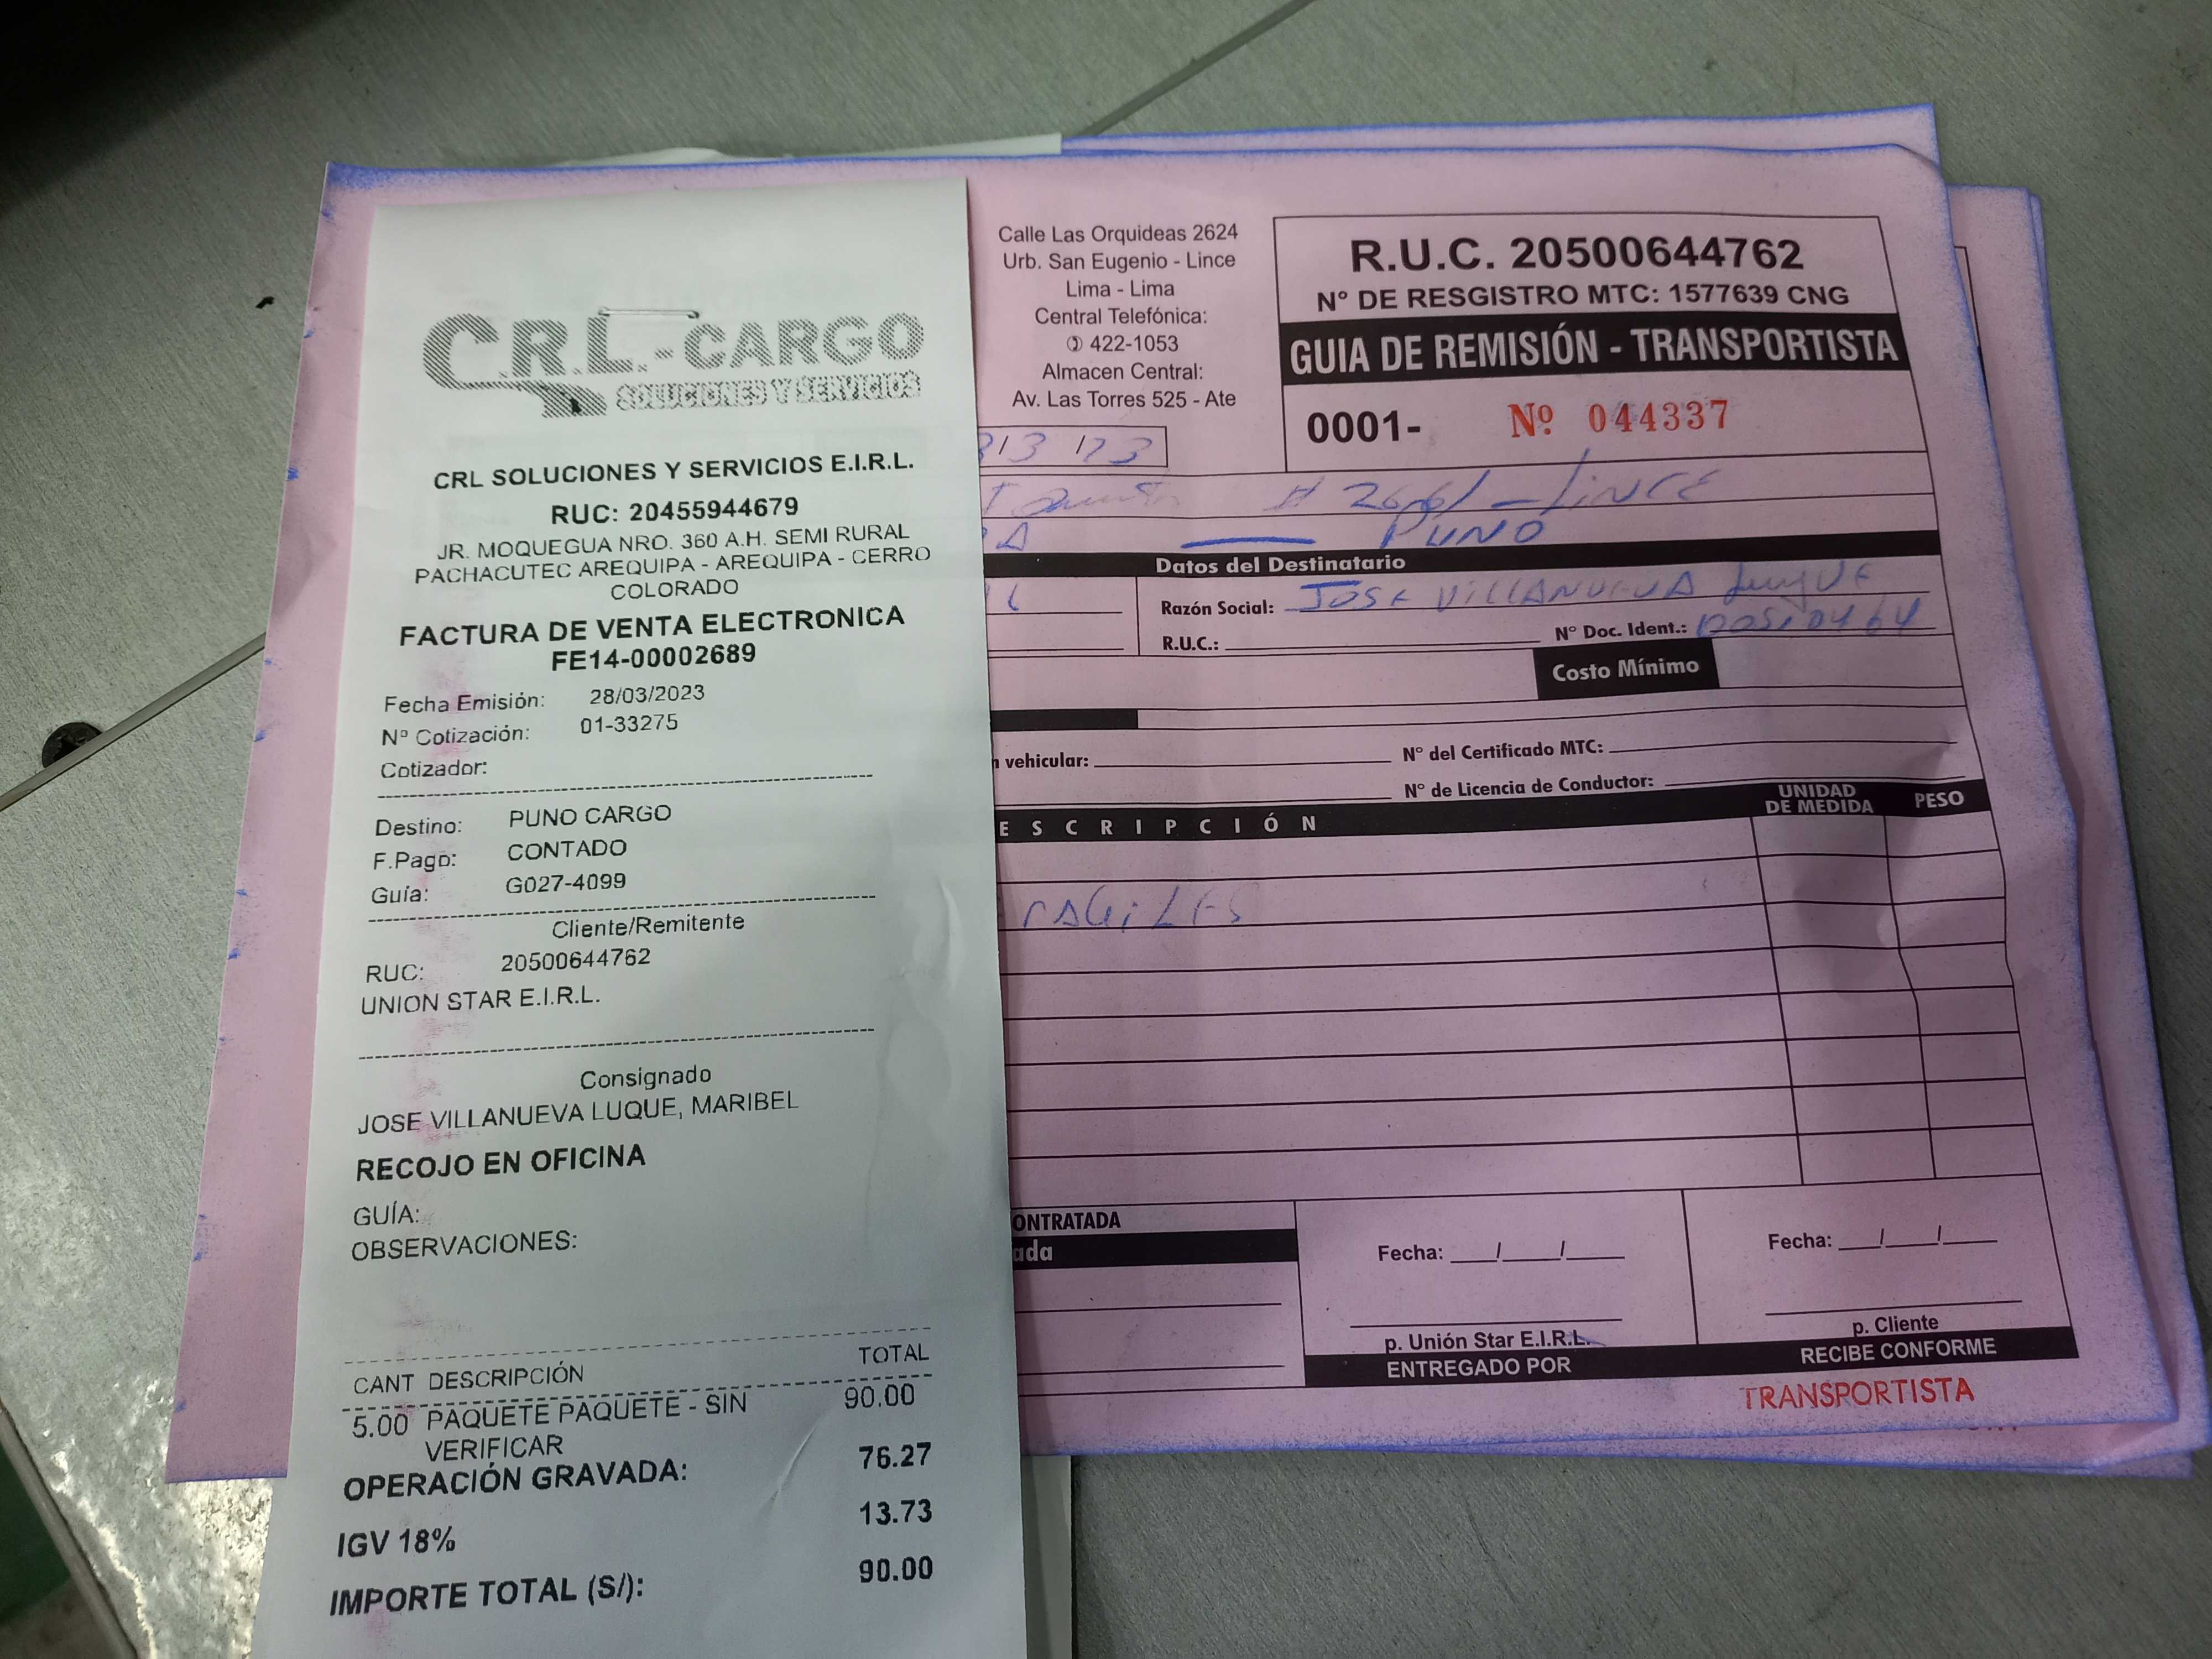 C.R.L.-CARGO
SOLUCIONES Y SERVICIOS
CRL SOLUCIONES Y SERVICIOS E.I.R.L.
RUC: 20455944679
JR. MOQUEGUA NRO. 360 A.H. SEMI RURAL
PACHACUTEC AREQUIPA - AREQUIPA - CERRO
COLORADO
FACTURA DE VENTA ELECTRONICA
FE14-00002689
Fecha Emisión: 28/03/2023
Nº Cotización: 01-33275
Cotizador:
Destino: PUNO CARGO
F.Pago: CONTADO
Guía: G027-4099
Cliente/Remitente
RUC: 20500644762
UNION STAR E.I.R.L.
Consignado
JOSE VILLANUEVA LUQUE, MARIBEL
RECOJO EN OFICINA
GUÍA:
OBSERVACIONES:
CANT DESCRIPCIÓN TOTAL
5.00 PAQUETE PAQUETE - SIN 90.00
VERIFICAR
OPERACIÓN GRAVADA: 76.27
IGV 18% 13.73
IMPORTE TOTAL (S/): 90.00
Calle Las Orquideas 2624
Urb. San Eugenio - Lince
Lima - Lima
Central Telefónica:
422-1053
Almacen Central:
Av. Las Torres 525 - Ate
R.U.C. 20500644762
N° DE RESGISTRO MTC: 1577639 CNG
GUIA DE REMISIÓN - TRANSPORTISTA
0001- Nº 044337
LINCE
PUNO
Datos del Destinatario
Razón Social: JOSE VILLANUEVA LUQUE
R.U.C.: N° Doc. Ident.:
Costo Mínimo
vehicular: N° del Certificado MTC:
N° de Licencia de Conductor:
ESCRIPCIÓN UNIDAD DE MEDIDA PESO
RAGILES
ONTRATADA
ada
Fecha: / /
p. Unión Star E.I.R.L.
ENTREGADO POR
Fecha: / /
p. Cliente
RECIBE CONFORME
TRANSPORTISTA